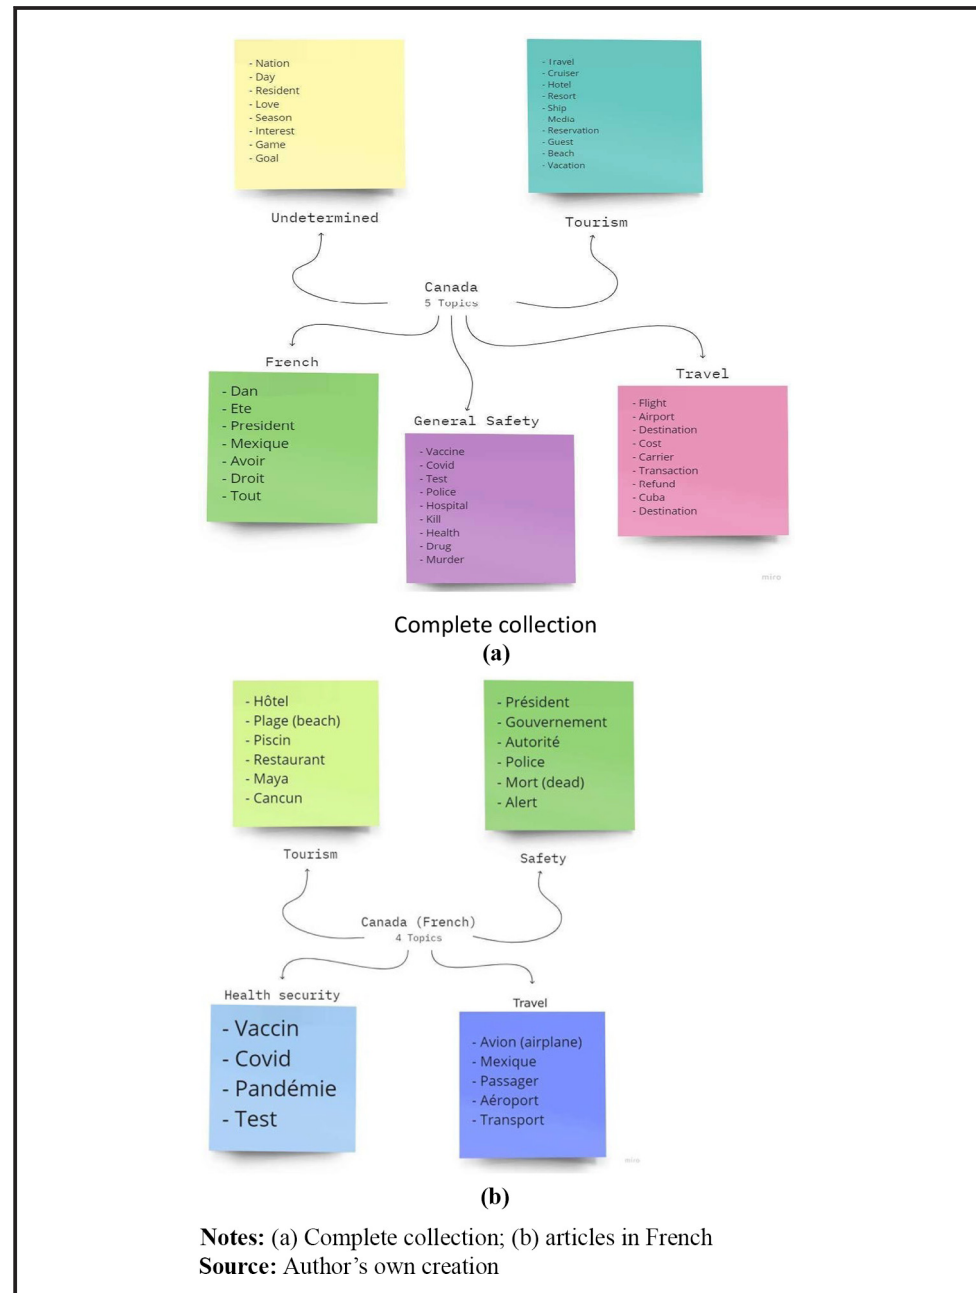 - Nation
- Day
- Resident
- Love
- Season
- Interest
- Game
- Goal
Undetermined
- Travel
- Cruiser
- Hotel
- Resort
- Ship
Media
- Reservation
- Guest
- Beach
- Vacation
Tourism
Canada
5 Topics
French
- Dan
- Ete
- President
- Mexique
- Avoir
- Droit
- Tout
General Safety
- Vaccine
- Covid
- Test
- Police
- Hospital
- Kill
- Health
- Drug
- Murder
Travel
- Flight
- Airport
- Destination
- Cost
- Carrier
- Transaction
- Refund
- Cuba
- Destination
miro
Complete collection
(a)
- Hôtel
- Plage (beach)
- Piscin
- Restaurant
- Maya
- Cancun
Tourism
- Président
- Gouvernement
- Autorité
- Police
- Mort (dead)
- Alert
Safety
Canada (French)
4 Topics
Health security
- Vaccin
- Covid
- Pandémie
- Test
Travel
- Avion (airplane)
- Mexique
- Passager
- Aéroport
- Transport
miro
(b)
Notes: (a) Complete collection; (b) articles in French
Source: Author's own creation